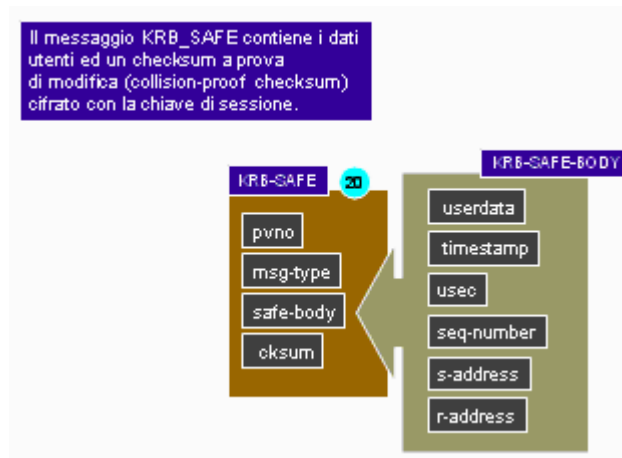 Il messaggio KRB_SAFE contiene i dati
utenti ed un checksum a prova
di modifica (collision-proof checksum)
cifrato con la chiave di sessione.
KRB-SAFE
20
pvno
msg-type
safe-body
cksum
KRB-SAFE-BODY
userdata
timestamp
usec
seq-number
s-address
r-address